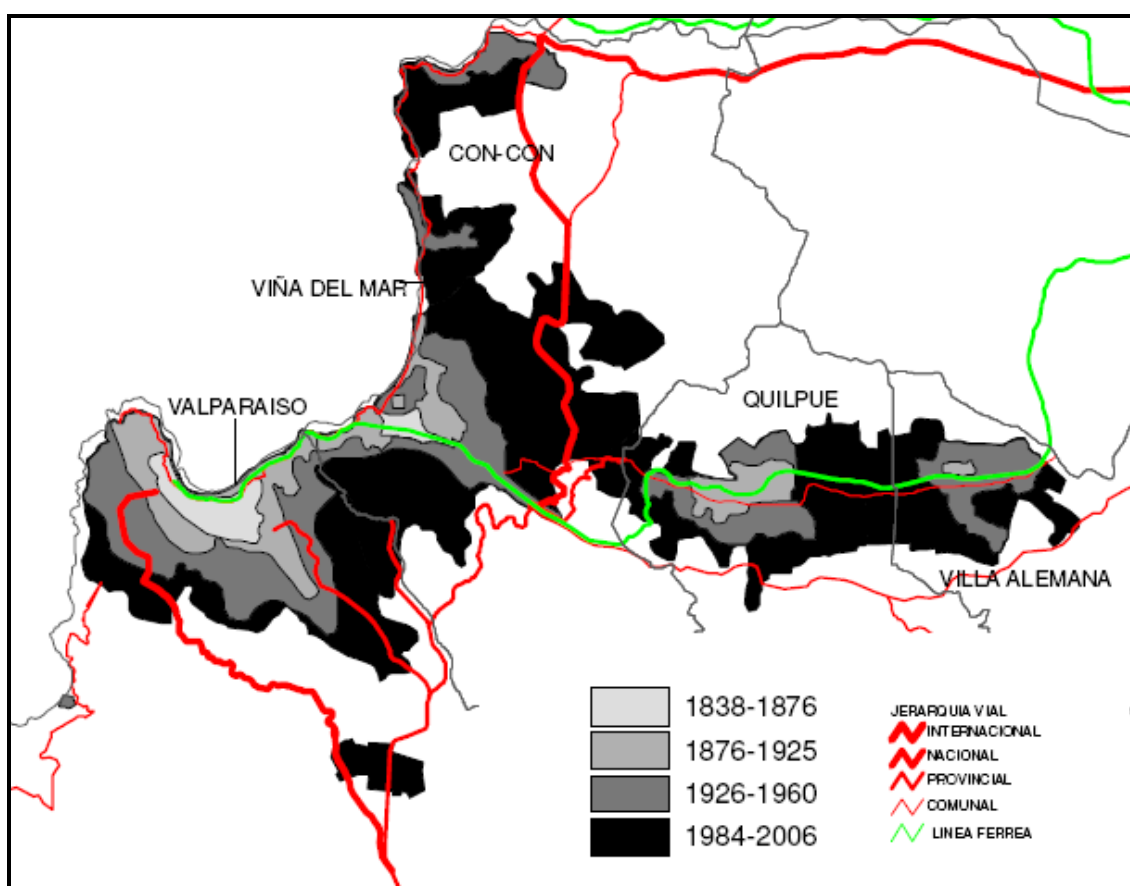 CON-CON
VIÑA DEL MAR
VALPARAISO
QUILPUE
VILLA ALEMANA
1838-1876
1876-1925
1926-1960
1984-2006
JERARQUIA VIAL
INTERNACIONAL
NACIONAL
PROVINCIAL
COMUNAL
LINEA FERREA